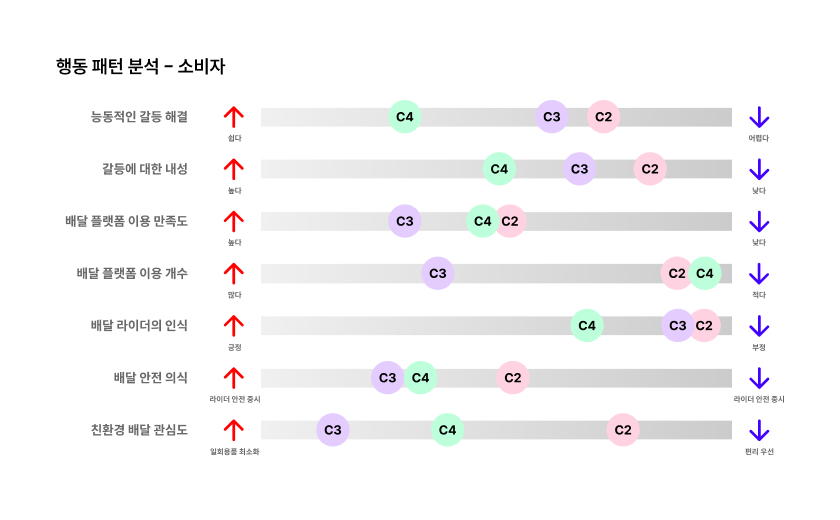 행동 패턴 분석 – 소비자
능동적인 갈등 해결
쉽다
C4
C3
C2
어렵다
갈등에 대한 내성
높다
C4
C3
C2
낮다
배달 플랫폼 이용 만족도
높다
C3
C4
C2
낮다
배달 플랫폼 이용 개수
많다
C3
C2
C4
적다
배달 라이더의 인식
긍정
C4
C3
C2
부정
배달 안전 의식
라이더 안전 중시
C3
C4
C2
라이더 안전 중시
친환경 배달 관심도
일회용품 최소화
C3
C4
C2
편리 우선